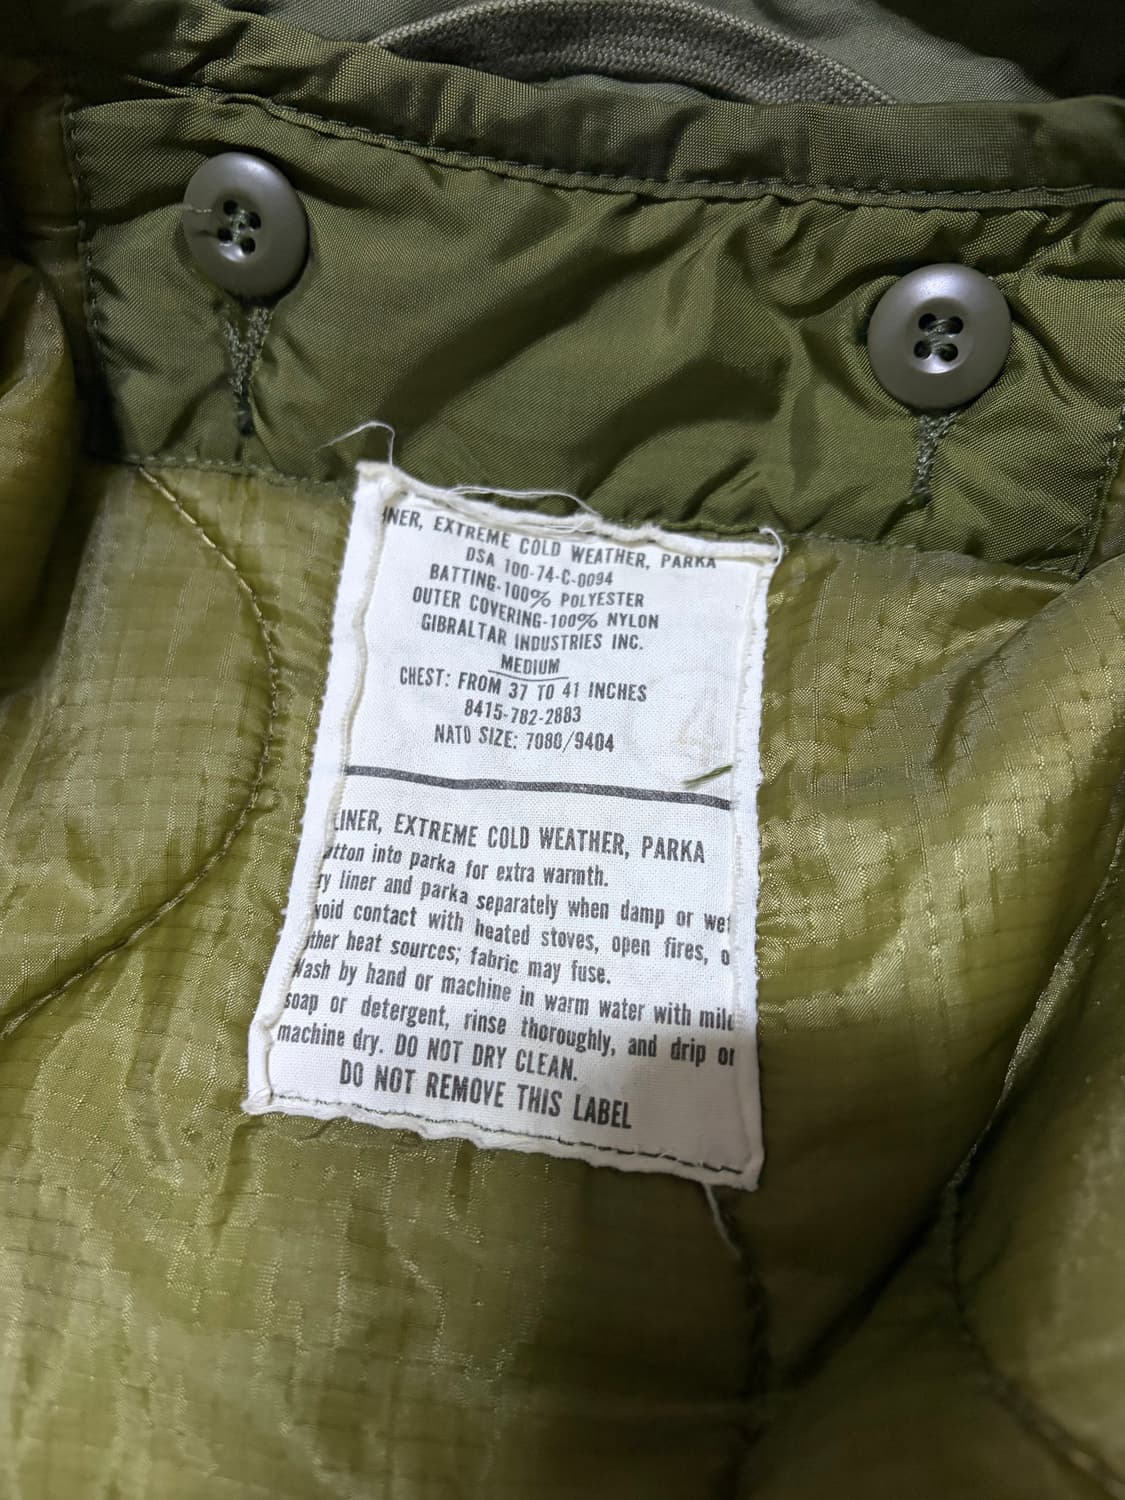 INER, EXTREME COLD WEATHER, PARKA
DSA 100-74-C-0094
BATTING-100% POLYESTER
OUTER COVERING-100% NYLON
GIBRALTAR INDUSTRIES INC.
MEDIUM
CHEST: FROM 37 TO 41 INCHES
8415-782-2883
NATO SIZE: 7080/9404
LINER, EXTREME COLD WEATHER, PARKA
utton into parka for extra warmth.
ry liner and parka separately when damp or wet
void contact with heated stoves, open fires, o
ther heat sources; fabric may fuse.
Wash by hand or machine in warm water with mild
soap or detergent, rinse thoroughly, and drip or
machine dry. DO NOT DRY CLEAN.
DO NOT REMOVE THIS LABEL